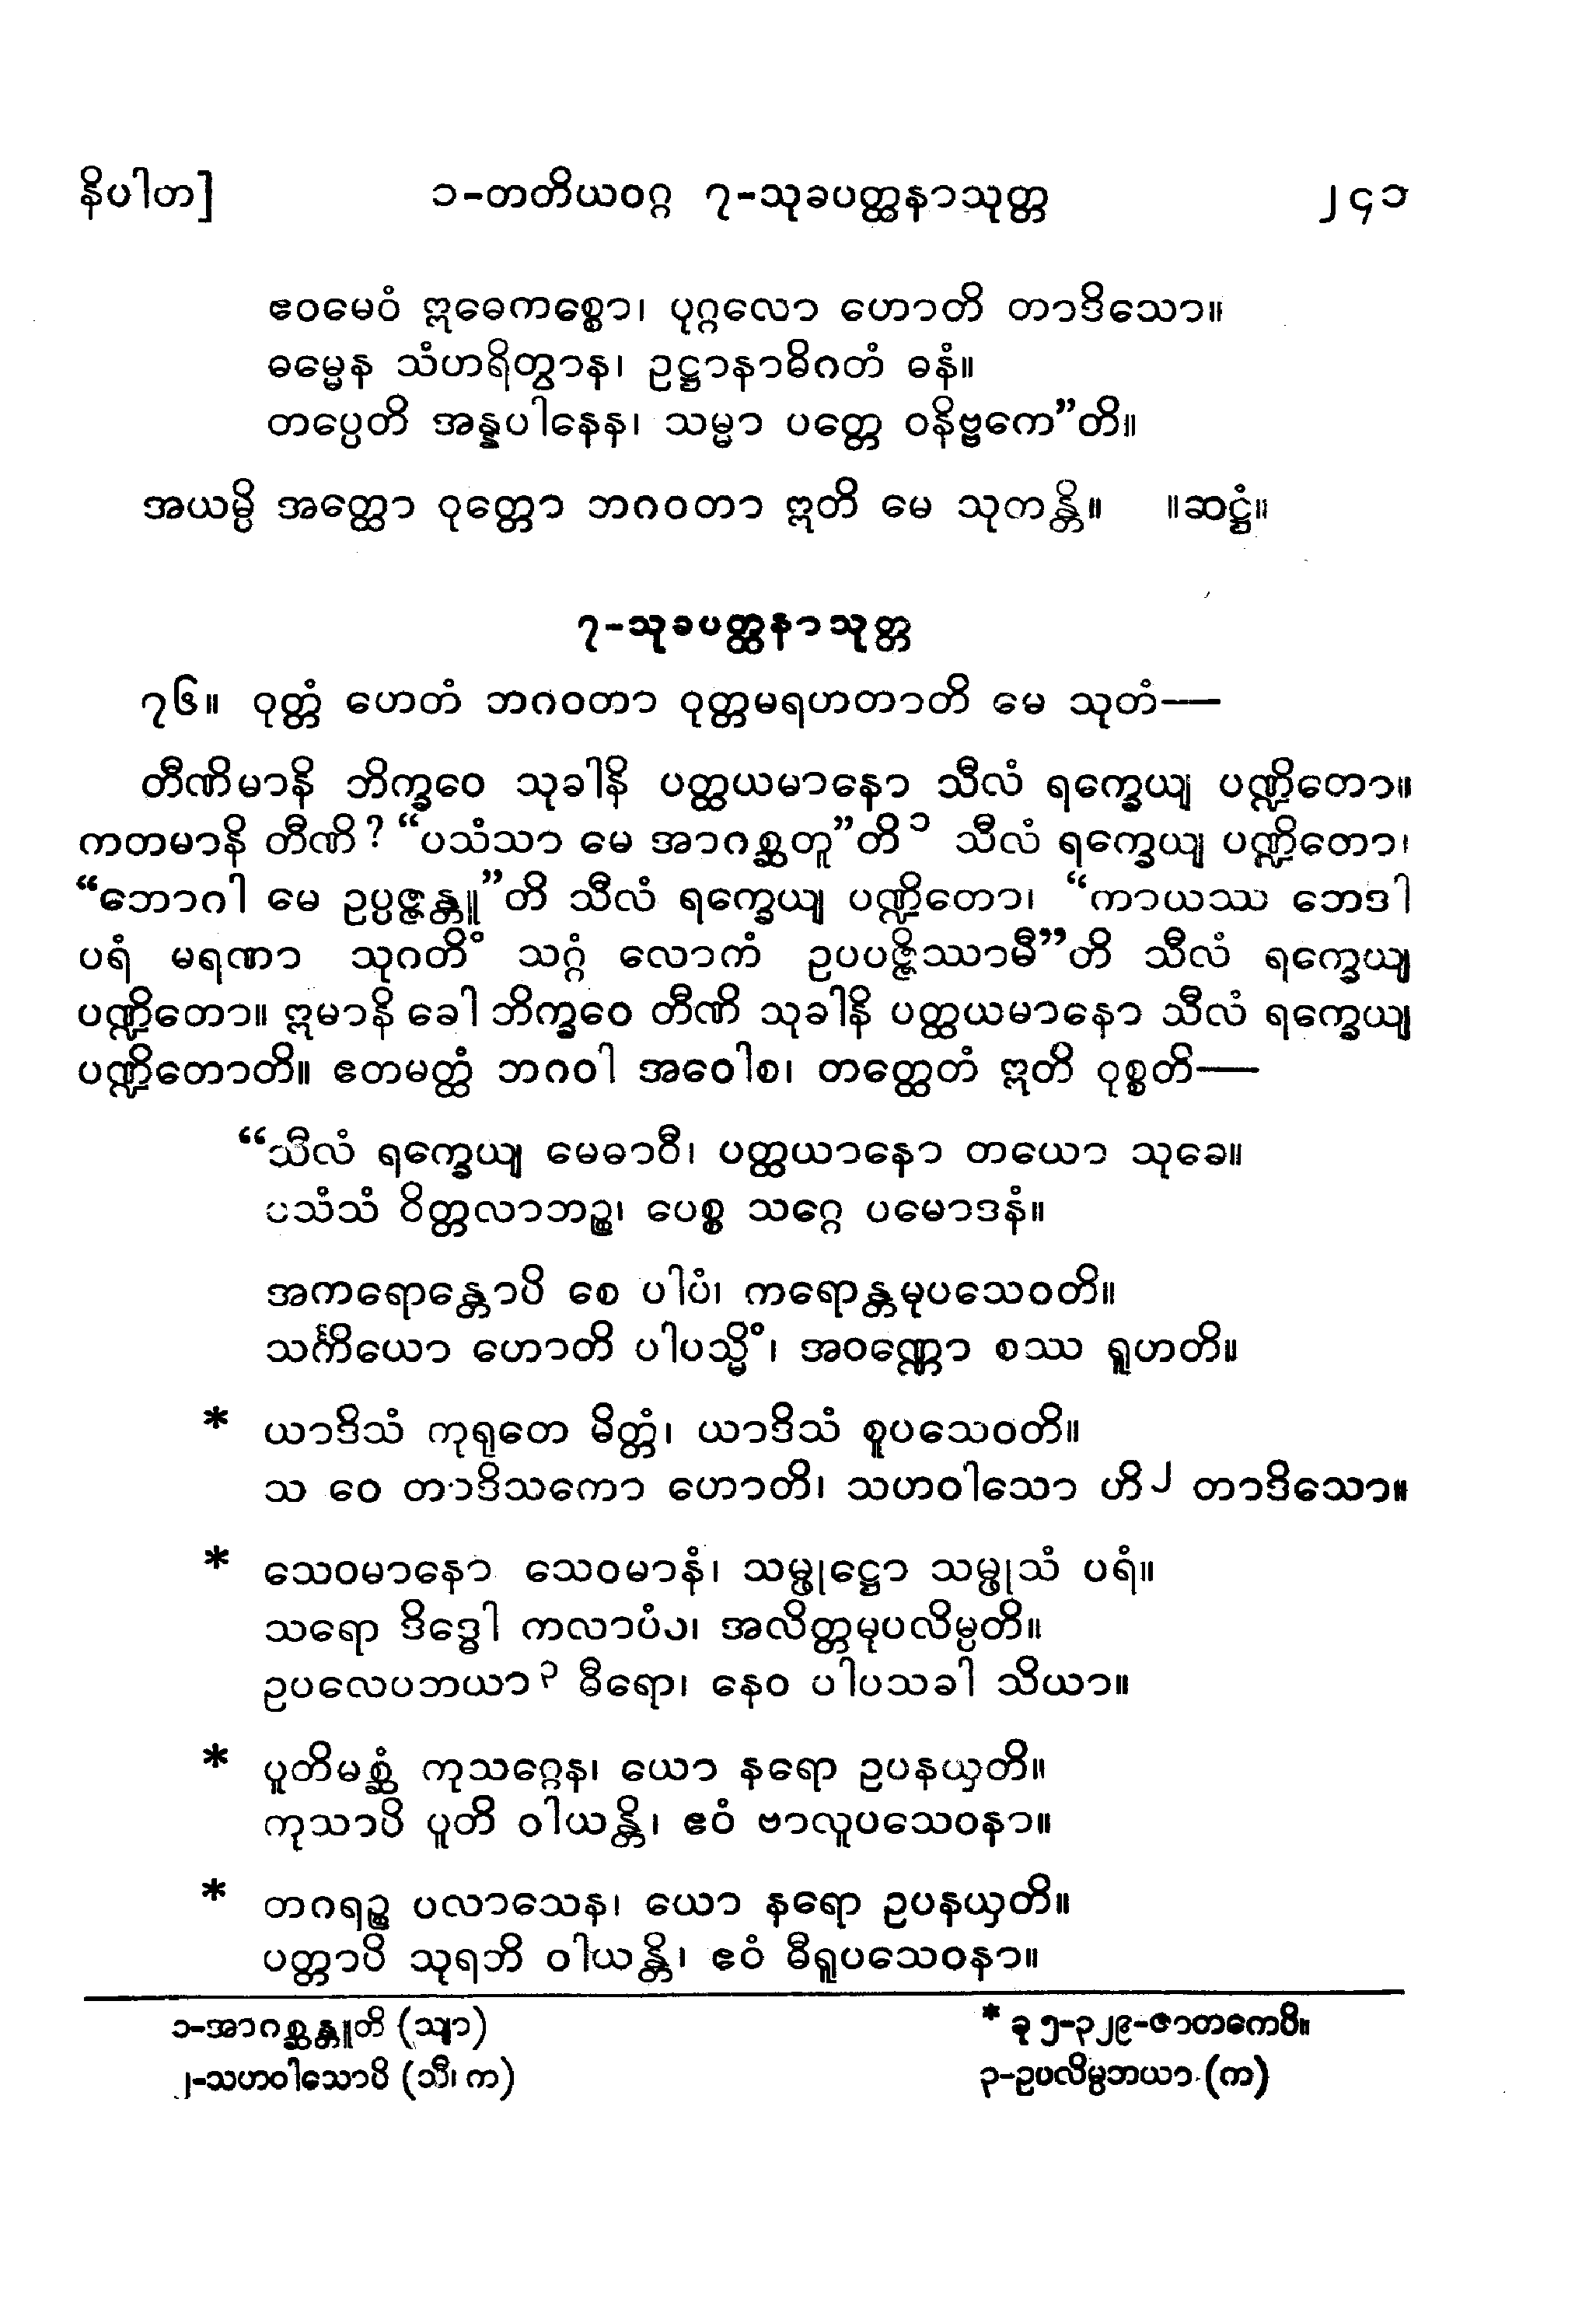 နိပါတ]	၁-တတိယဝဂ္ဂ ၇-သုခပတ္ထနာသုတ္တ	၂၄၁
ဧဝမေဝံ ဣဓေကစ္စော၊ ပုဂ္ဂလော ဟောတိ တာဒိသော။
ဓမ္မေန သံဟရိတွာန၊ ဥဋ္ဌာနာဓိဂတံ ဓနံ။
တပ္ပေတိ အန္နပါနေန၊ သမ္မာ ပတ္တေ ဝနိဗ္ဗကေ”တိ။
အယမ္ပိ အတ္ထော ဝုတ္တော ဘဂဝတာ ဣတိ မေ သုတန္တိ။ ။ဆဋ္ဌံ။
၇-သုခပတ္ထနာသုတ္တ
၇၆။ ဝုတ္တံ ဟေတံ ဘဂဝတာ ဝုတ္တမရဟတာတိ မေ သုတံ—
တီဏိမာနိ ဘိက္ခဝေ သုခါနိ ပတ္ထယမာနော သီလံ ရက္ခေယျ ပဏ္ဍိတော။
ကတမာနိ တီဏိ? “ပသံသာ မေ အာဂစ္ဆတူ”တိ၁ သီလံ ရက္ခေယျ ပဏ္ဍိတော၊
“ဘောဂါ မေ ဥပ္ပဇ္ဇန္တူ”တိ သီလံ ရက္ခေယျ ပဏ္ဍိတော၊ “ကာယဿ ဘေဒါ
ပရံ မရဏာ သုဂတိံ သဂ္ဂံ လောကံ ဥပပဇ္ဇိဿာမီ”တိ သီလံ ရက္ခေယျ
ပဏ္ဍိတော။ ဣမာနိ ခေါ ဘိက္ခဝေ တီဏိ သုခါနိ ပတ္ထယမာနော သီလံ ရက္ခေယျ
ပဏ္ဍိတောတိ။ ဧတမတ္ထံ ဘဂဝါ အဝေါစ၊ တတ္ထေတံ ဣတိ ဝုစ္စတိ—
“သီလံ ရက္ခေယျ မေဓာဝီ၊ ပတ္ထယာနော တယော သုခေ။
ပသံသံ ဝိတ္တလာဘဉ္စ၊ ပေစ္စ သဂ္ဂေ ပမောဒနံ။
အကရောန္တောပိ စေ ပါပံ၊ ကရောန္တမုပသေဝတိ။
သင်္ကိယော ဟောတိ ပါပသ္မိံ၊ အဝဏ္ဏော စဿ ရူဟတိ။
* ယာဒိသံ ကုရုတေ မိတ္တံ၊ ယာဒိသံ စူပသေဝတိ။
သ ဝေ တာဒိသကော ဟောတိ၊ သဟဝါသော ဟိ၂ တာဒိသော။
* သေဝမာနော သေဝမာနံ၊ သမ္ဖုဋ္ဌော သမ္ဖုသံ ပရံ။
သရော ဒိဒ္ဓေါ ကလာပံဝ၊ အလိတ္တမုပလိမ္ပတိ။
ဥပလေပဘယာ၃ ဓီရော၊ နေဝ ပါပသခါ သိယာ။
* ပူတိမစ္ဆံ ကုသဂ္ဂေန၊ ယော နရော ဥပနယှတိ။
ကုသာပိ ပူတိ ဝါယန္တိ၊ ဧဝံ ဗာလူပသေဝနာ။
* တဂရဉ္စ ပလာသေန၊ ယော နရော ဥပနယှတိ။
ပတ္တာပိ သုရဘိ ဝါယန္တိ၊ ဧဝံ ဓီရူပသေဝနာ။
၁-အာဂစ္ဆန္တူတိ (သျာ)	* ခု ၅-၃၂၉-ဇာတကေပိ။
၂-သဟဝါသောပိ (သီ၊ က)	၃-ဥပလိမ္ပဘယာ (က)